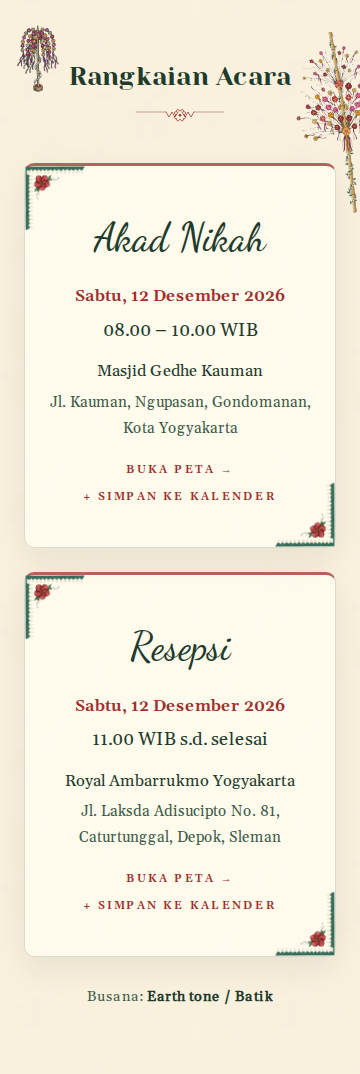 Rangkaian Acara
Akad Nikah
Sabtu, 12 Desember 2026
08.00 – 10.00 WIB
Masjid Gedhe Kauman
Jl. Kauman, Ngupasan, Gondomanan,
Kota Yogyakarta
BUKA PETA →
+ SIMPAN KE KALENDER
Resepsi
Sabtu, 12 Desember 2026
11.00 WIB s.d. selesai
Royal Ambarrukmo Yogyakarta
Jl. Laksda Adisucipto No. 81,
Caturtunggal, Depok, Sleman
BUKA PETA →
+ SIMPAN KE KALENDER
Busana: Earth tone / Batik